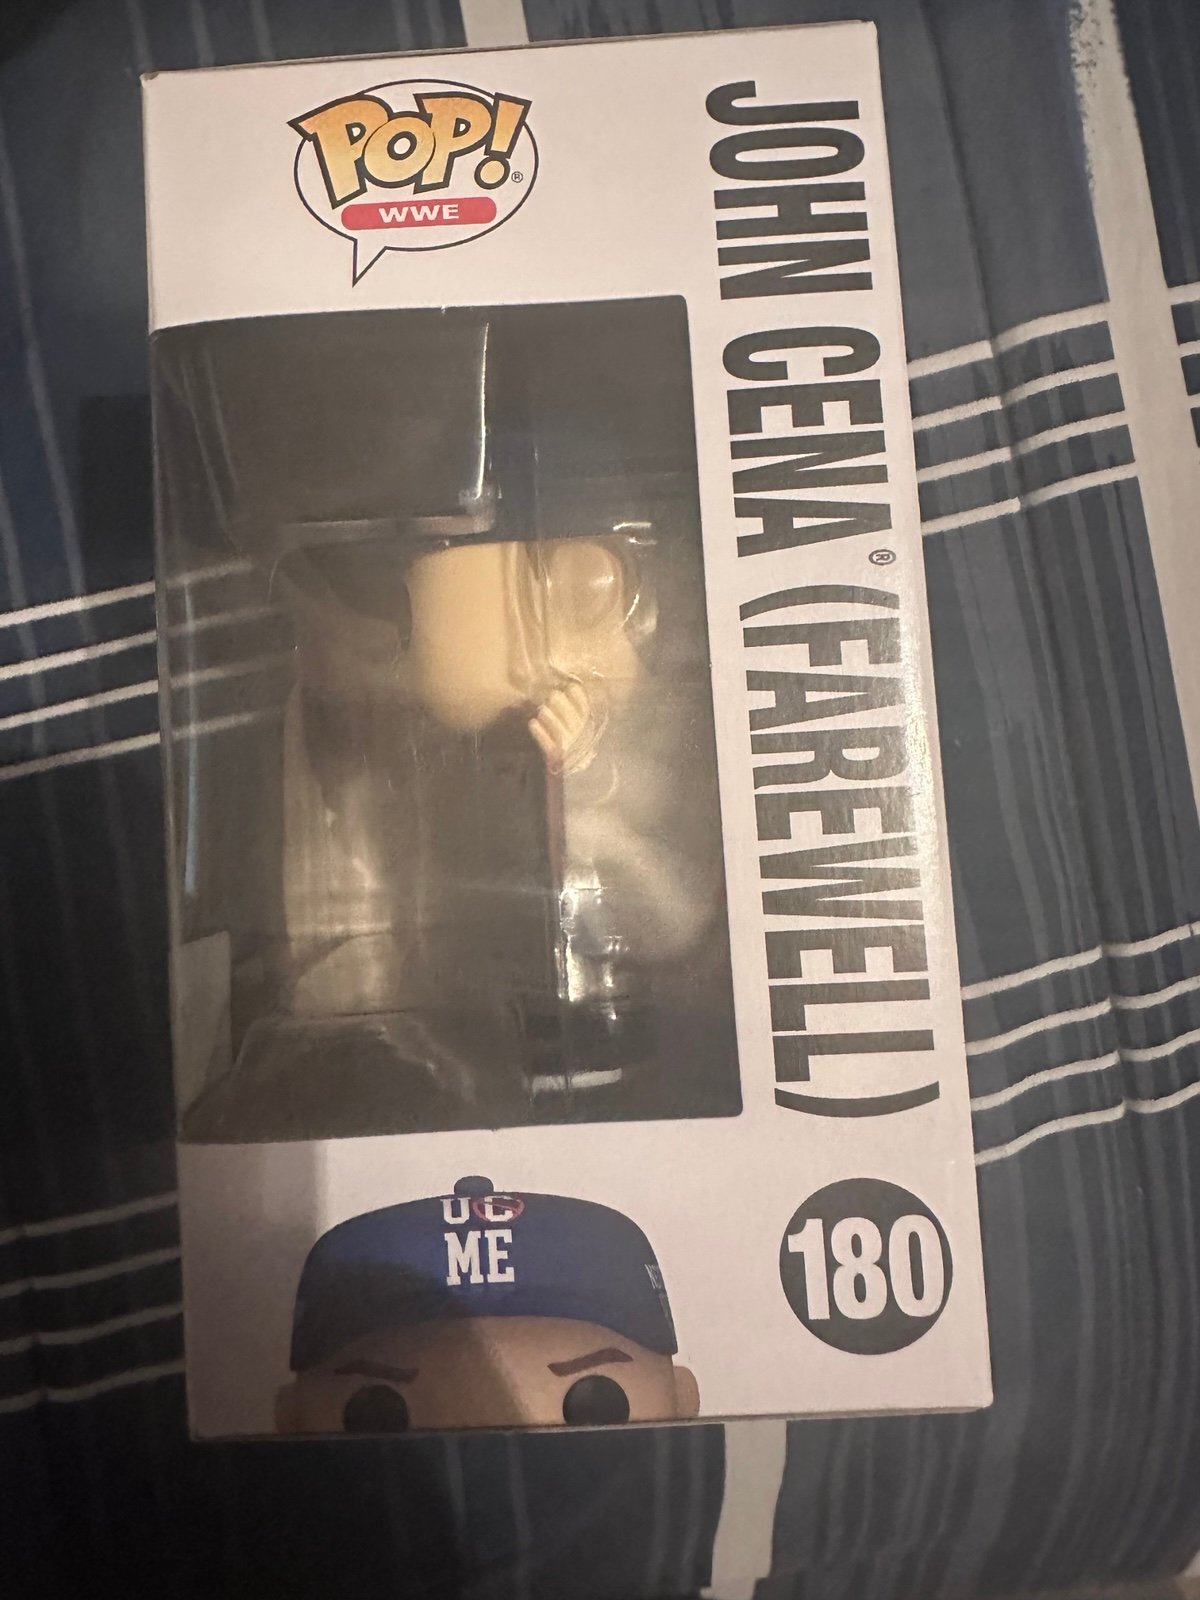 POP!®
WWE
JOHN CENA® (FAREWELL)
U C
ME
180